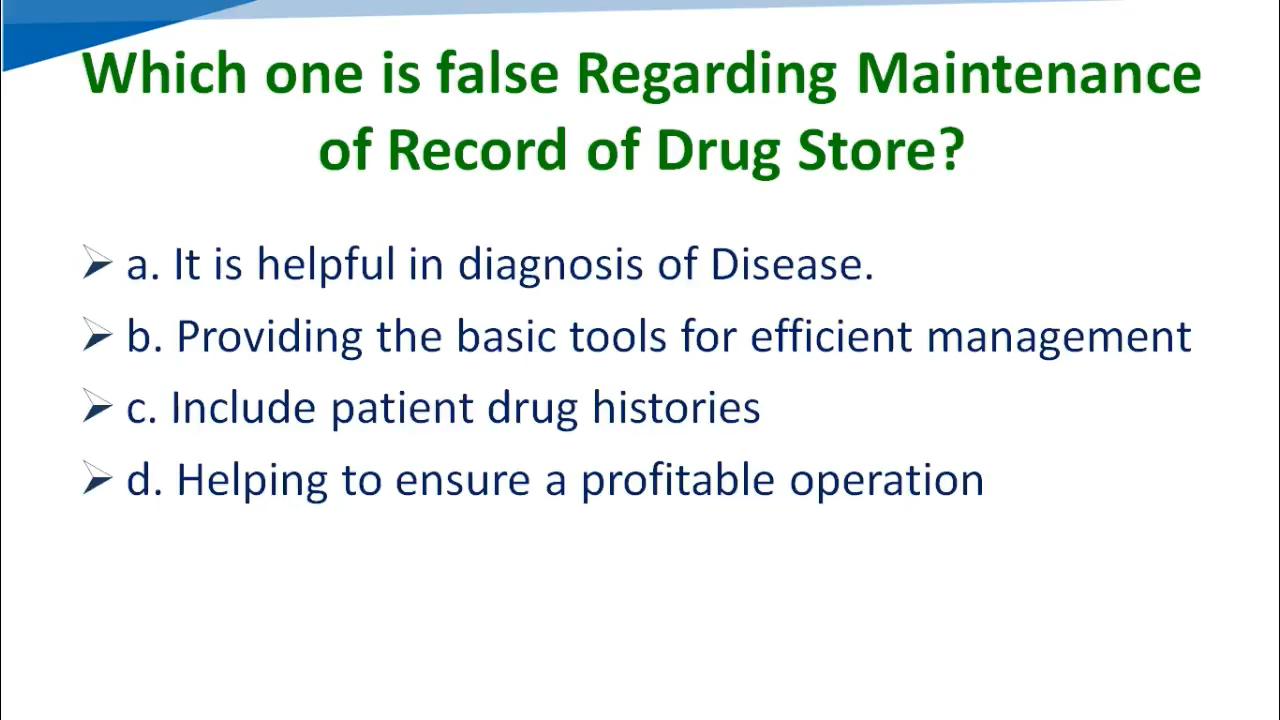 Which one is false Regarding Maintenance
of Record of Drug Store?
a. It is helpful in diagnosis of Disease.
b. Providing the basic tools for efficient management
c. Include patient drug histories
d. Helping to ensure a profitable operation